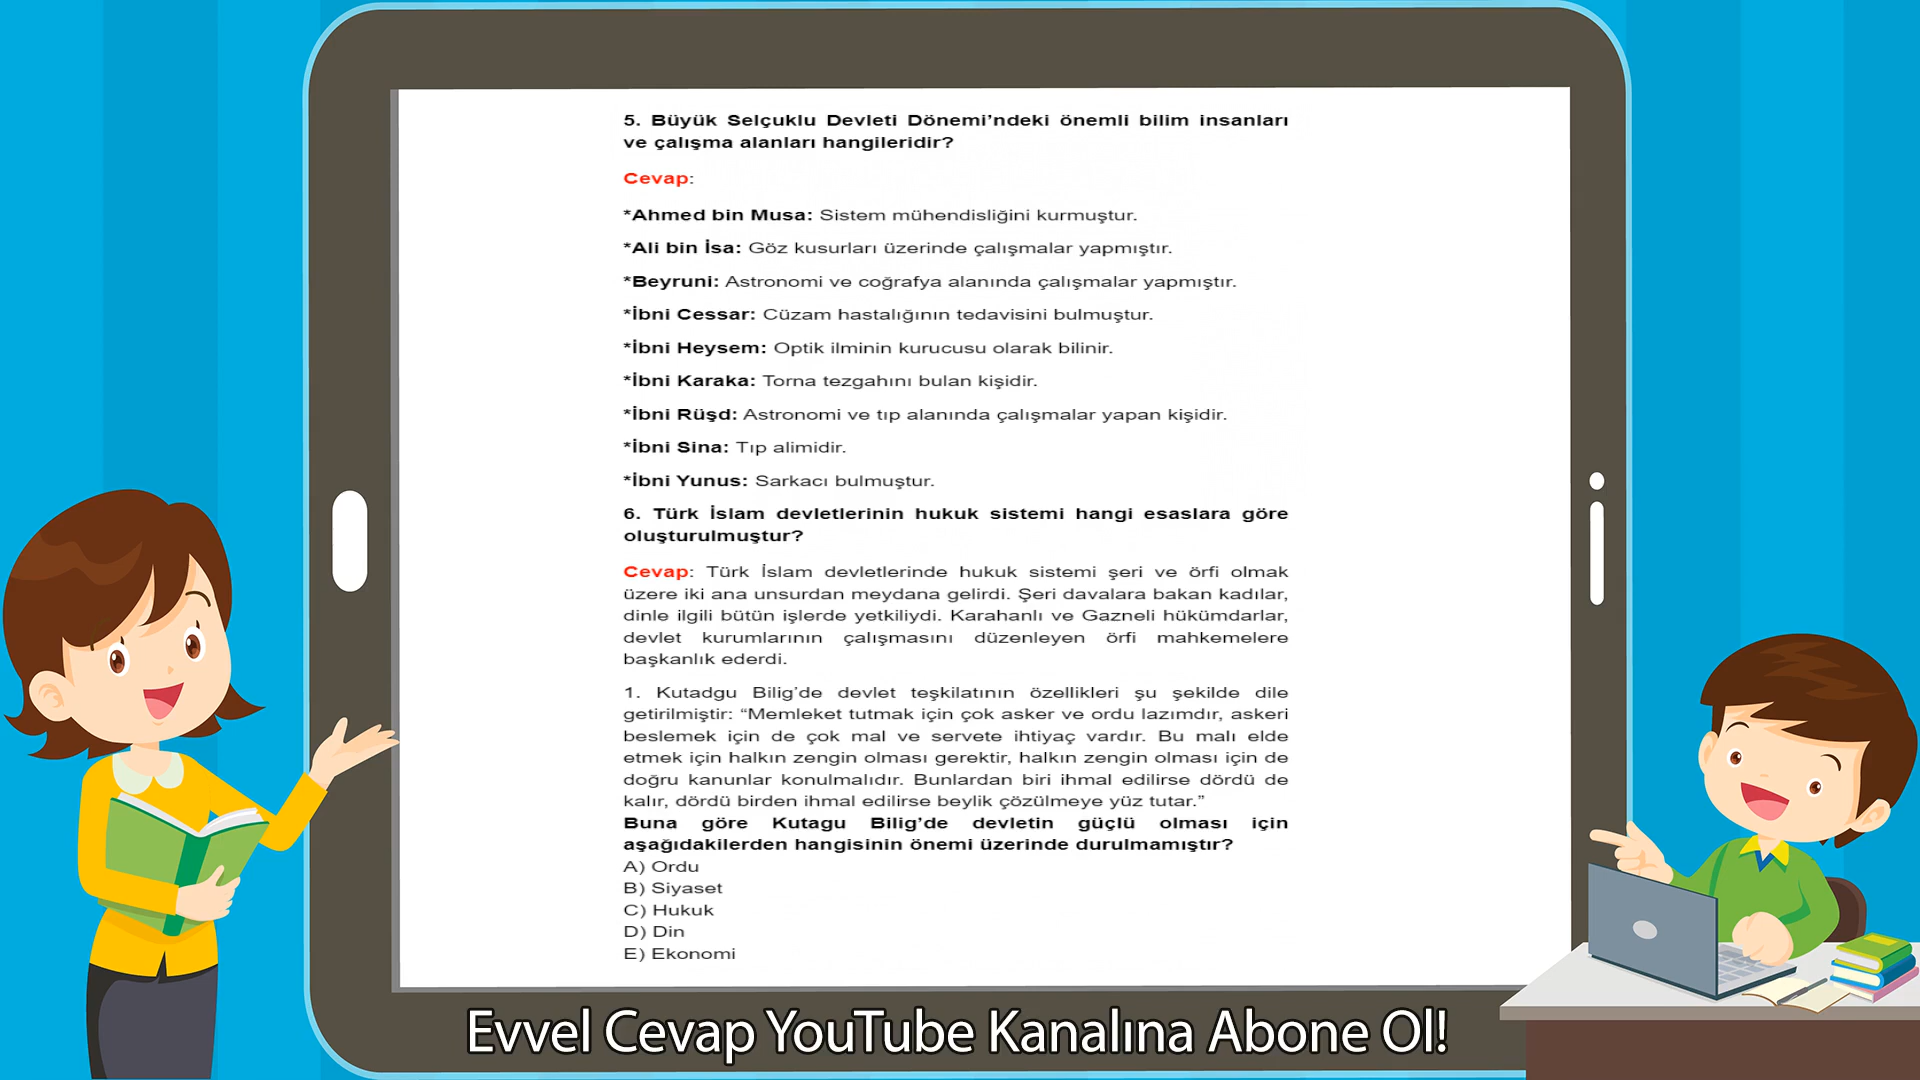 5. Büyük Selçuklu Devleti Dönemi’ndeki önemli bilim insanları
ve çalışma alanları hangileridir?
Cevap:
*Ahmed bin Musa: Sistem mühendisliğini kurmuştur.
*Ali bin İsa: Göz kusurları üzerinde çalışmalar yapmıştır.
*Beyruni: Astronomi ve coğrafya alanında çalışmalar yapmıştır.
*İbni Cessar: Cüzam hastalığının tedavisini bulmuştur.
*İbni Heysem: Optik ilminin kurucusu olarak bilinir.
*İbni Karaka: Torna tezgahını bulan kişidir.
*İbni Rüşd: Astronomi ve tıp alanında çalışmalar yapan kişidir.
*İbni Sina: Tıp alimidir.
*İbni Yunus: Sarkacı bulmuştur.
6. Türk İslam devletlerinin hukuk sistemi hangi esaslara göre
oluşturulmuştur?
Cevap: Türk İslam devletlerinde hukuk sistemi şeri ve örfi olmak
üzere iki ana unsurdan meydana gelirdi. Şeri davalara bakan kadılar,
dinle ilgili bütün işlerde yetkiliydi. Karahanlı ve Gazneli hükümdarlar,
devlet kurumlarının çalışmasını düzenleyen örfi mahkemelere
başkanlık ederdi.
1. Kutadgu Bilig’de devlet teşkilatının özellikleri şu şekilde dile
getirilmiştir: “Memleket tutmak için çok asker ve ordu lazımdır, askeri
beslemek için de çok mal ve servete ihtiyaç vardır. Bu malı elde
etmek için halkın zengin olması gerektir, halkın zengin olması için de
doğru kanunlar konulmalıdır. Bunlardan biri ihmal edilirse dördü de
kalır, dördü birden ihmal edilirse beylik çözülmeye yüz tutar.”
Buna göre Kutagu Bilig’de devletin güçlü olması için
aşağıdakilerden hangisinin önemi üzerinde durulmamıştır?
A) Ordu
B) Siyaset
C) Hukuk
D) Din
E) Ekonomi
Evvel Cevap YouTube Kanalına Abone Ol!